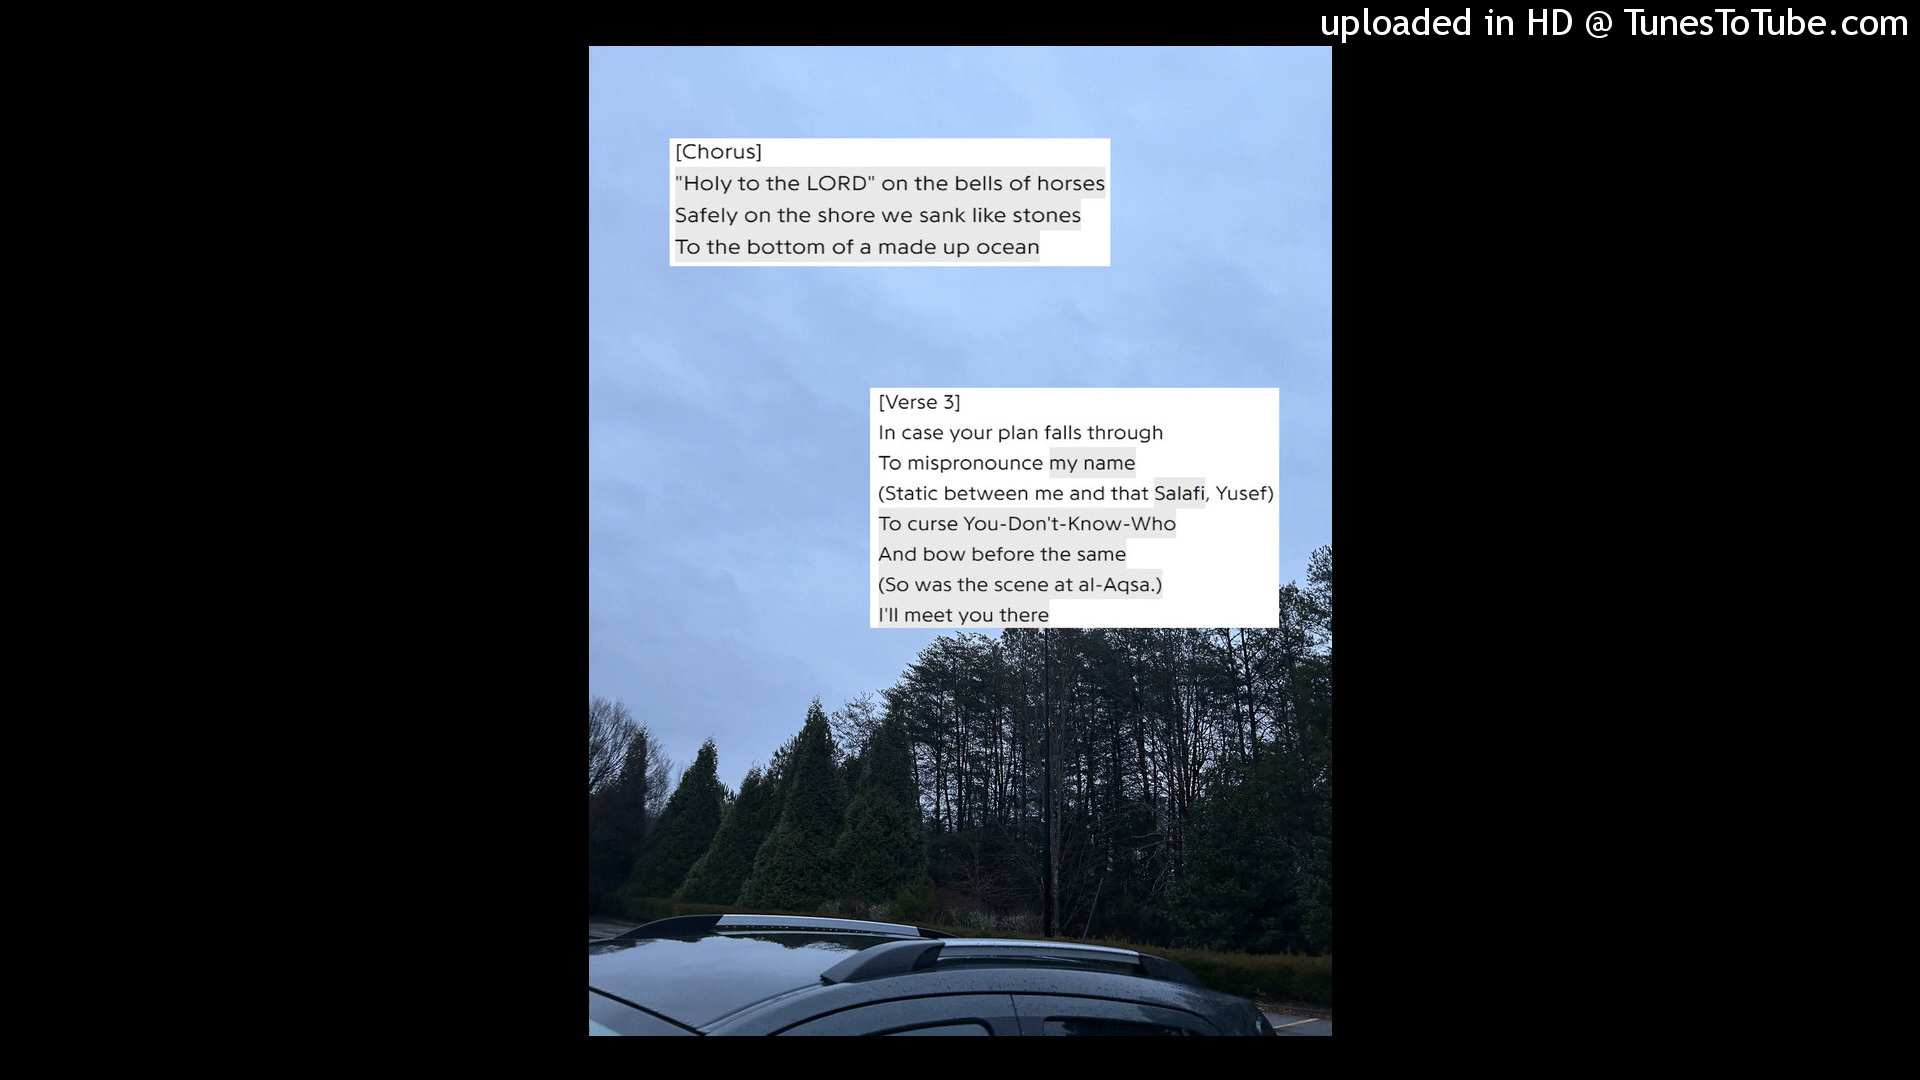 uploaded in HD @ TunesToTube.com
[Chorus]
"Holy to the LORD" on the bells of horses
Safely on the shore we sank like stones
To the bottom of a made up ocean
[Verse 3]
In case your plan falls through
To mispronounce my name
(Static between me and that Salafi, Yusef)
To curse You-Don't-Know-Who
And bow before the same
(So was the scene at al-Aqsa.)
I'll meet you there